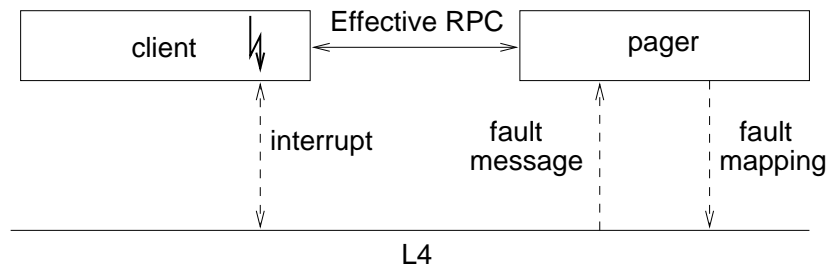 Effective RPC
client
pager
interrupt
fault
message
fault
mapping
L4